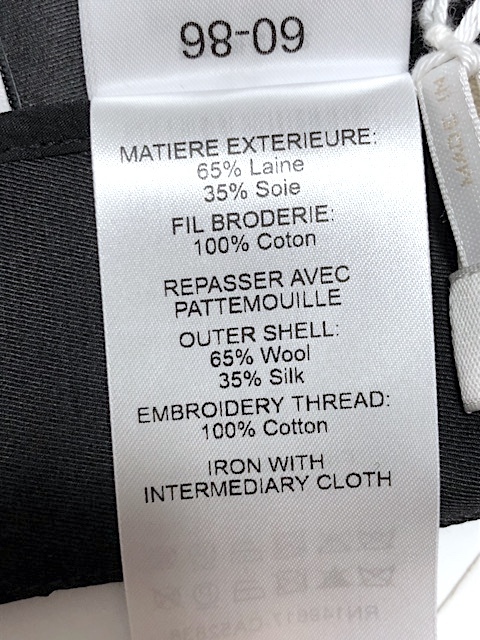 98-09
MATIERE EXTERIEURE:
65% Laine
35% Soie
FIL BRODERIE:
100% Coton
REPASSER AVEC
PATTEMOUILLE
OUTER SHELL:
65% Wool
35% Silk
EMBROIDERY THREAD:
100% Cotton
IRON WITH
INTERMEDIARY CLOTH